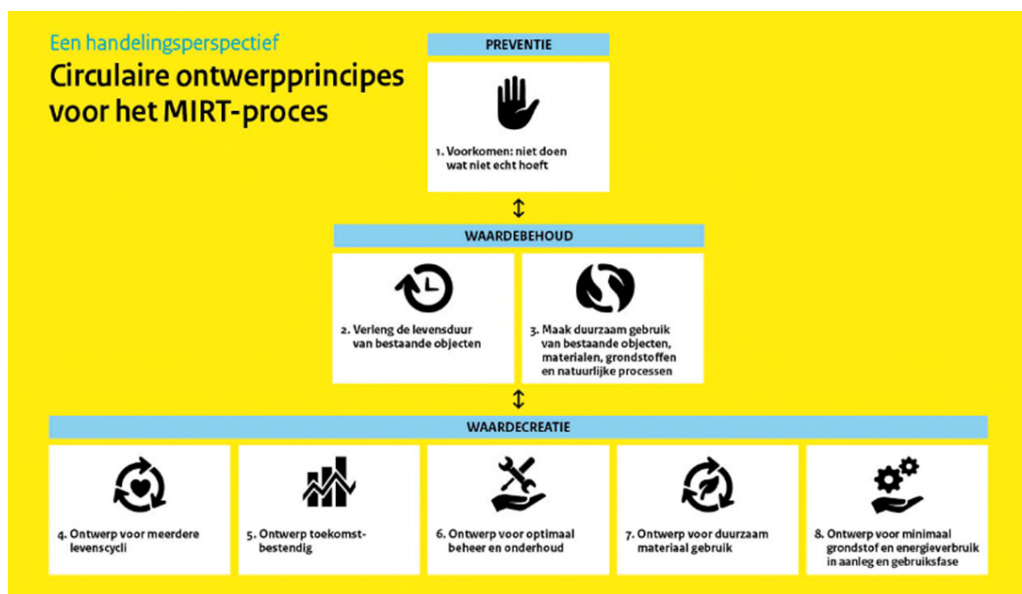 Een handelingsperspectief
Circulaire ontwerpprincipes
voor het MIRT-proces
PREVENTIE
1. Voorkomen: niet doen
wat niet echt hoeft
WAARDEBEHOUD
2. Verleng de levensduur
van bestaande objecten
3. Maak duurzaam gebruik
van bestaande objecten,
materialen, grondstoffen
en natuurlijke processen
WAARDECREATIE
4. Ontwerp voor meerdere
levenscycli
5. Ontwerp toekomst-
bestendig
6. Ontwerp voor optimaal
beheer en onderhoud
7. Ontwerp voor duurzaam
materiaal gebruik
8. Ontwerp voor minimaal
grondstof en energieverbruik
in aanleg en gebruiksfase